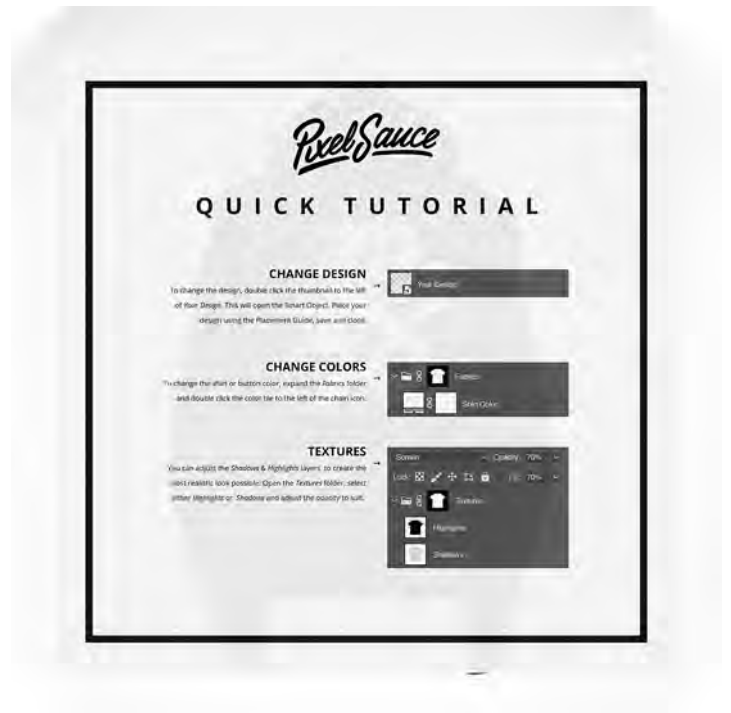 PixelSauce
QUICK TUTORIAL
CHANGE DESIGN
To change the design, double click the thumbnail to the left
of Your Design. This will open the Smart Object. Place your
design using the Placement Guide, save and close.
Your Design
CHANGE COLORS
To change the shirt or button color, expand the Fabrics folder
and double click the color to the left of the chain icon.
Fabrics
Shirt Color
TEXTURES
You can adjust the Shadows & Highlights layers, to create the
most realistic look possible. Open the Textures folder, select
either Highlights or Shadows and adjust the opacity to suit.
Screen
Opacity: 70%
Lock:
70%
Textures
Highlights
Shadows